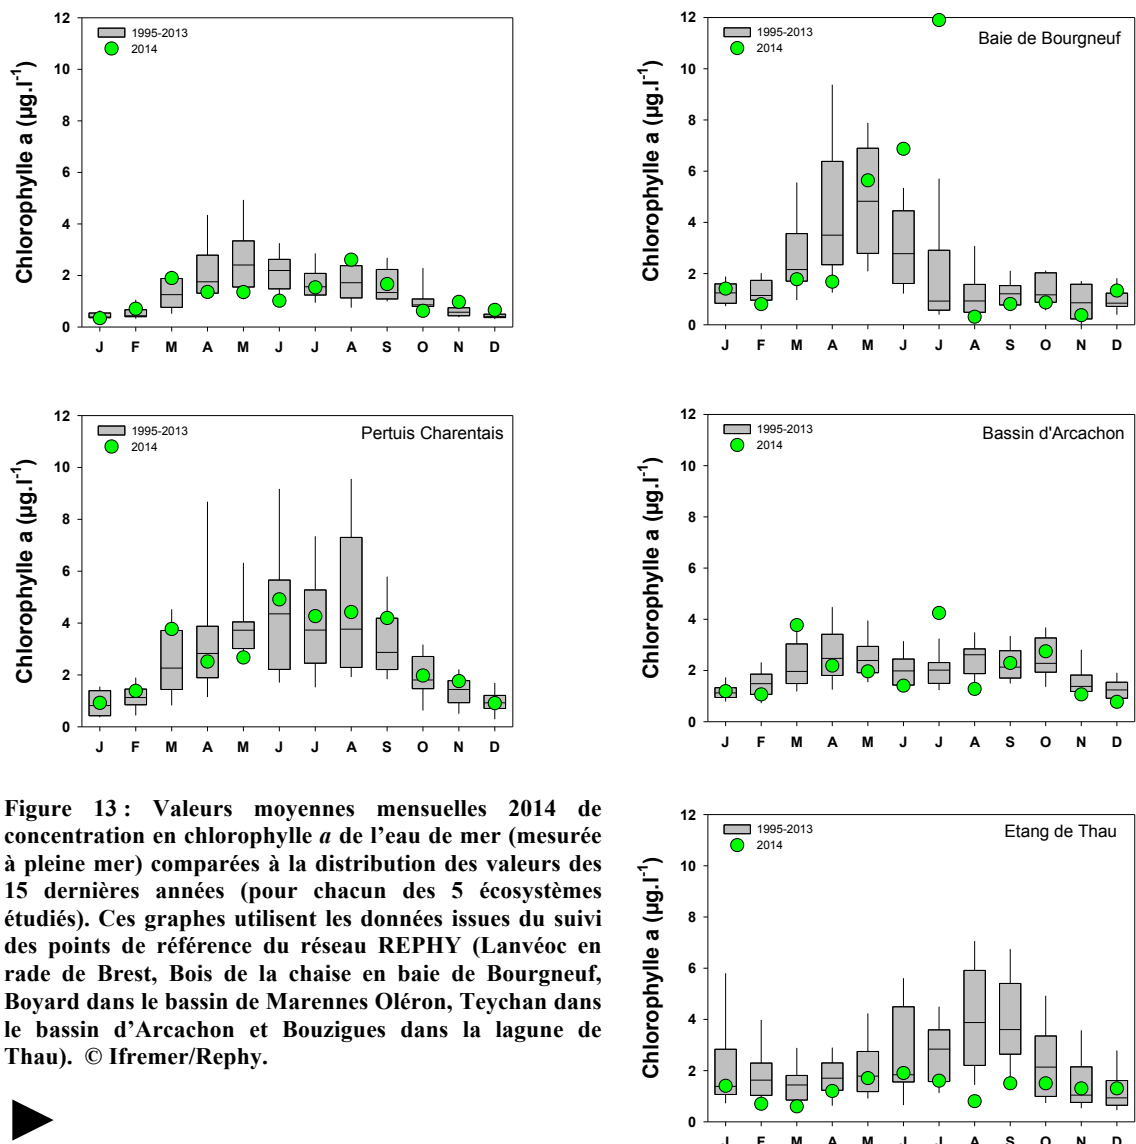 12
10
8
6
4
2
0
Chlorophylle a (µg.l-1)
1995-2013
2014
J F M A M J J A S O N D
12
10
8
6
4
2
0
Chlorophylle a (µg.l-1)
1995-2013
2014
Baie de Bourgneuf
J F M A M J J A S O N D
12
10
8
6
4
2
0
Chlorophylle a (µg.l-1)
1995-2013
2014
Pertuis Charentais
J F M A M J J A S O N D
12
10
8
6
4
2
0
Chlorophylle a (µg.l-1)
1995-2013
2014
Bassin d'Arcachon
J F M A M J J A S O N D
Figure 13 : Valeurs moyennes mensuelles 2014 de
concentration en chlorophylle a de l'eau de mer (mesurée
à pleine mer) comparées à la distribution des valeurs des
15 dernières années (pour chacun des 5 écosystèmes
étudiés). Ces graphes utilisent les données issues du suivi
des points de référence du réseau REPHY (Lanvéoc en
rade de Brest, Bois de la chaise en baie de Bourgneuf,
Boyard dans le bassin de Marennes Oléron, Teychan dans
le bassin d'Arcachon et Bouzigues dans la lagune de
Thau). © Ifremer/Rephy.
12
10
8
6
4
2
0
Chlorophylle a (µg.l-1)
1995-2013
2014
Etang de Thau
J F M A M J J A S O N D